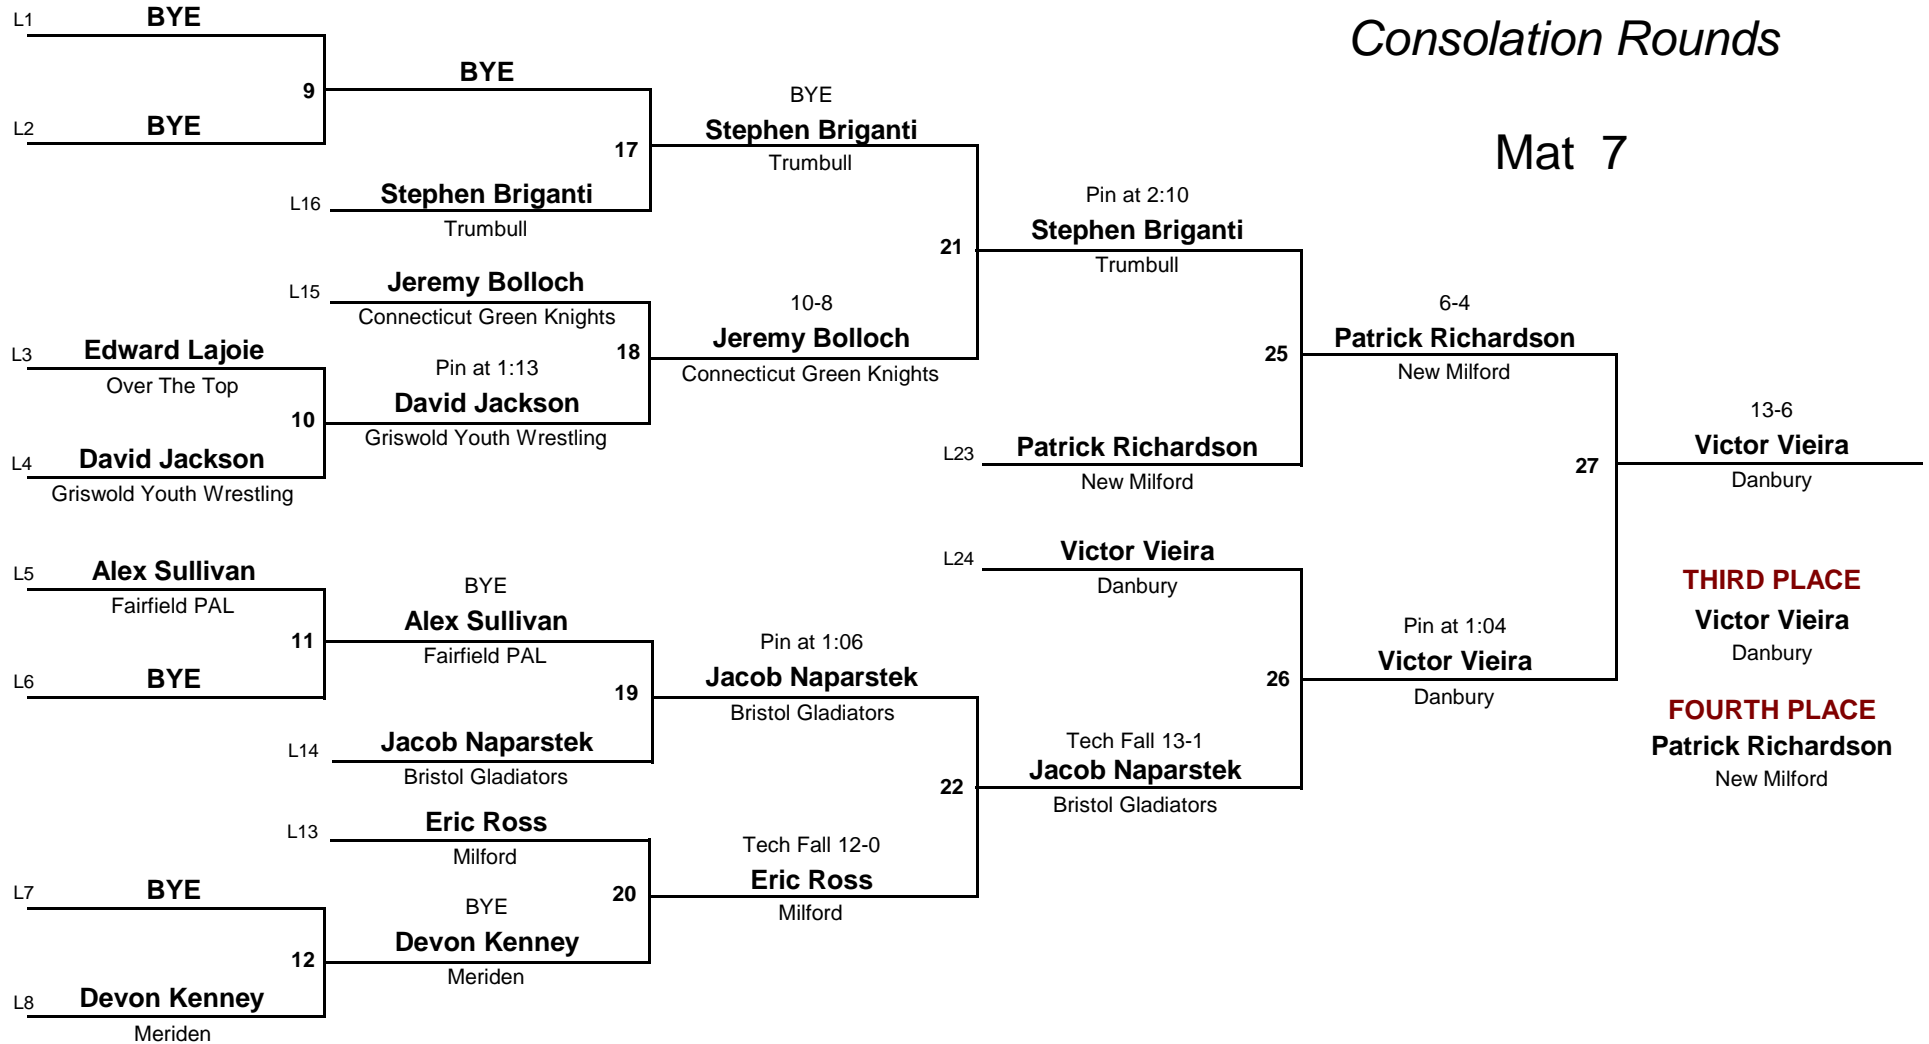 Consolation Rounds
Mat 7
L1 BYE
9
L2 BYE
BYE
17
L16 Stephen Briganti
Trumbull
BYE
Stephen Briganti
Trumbull
L15 Jeremy Bolloch
Connecticut Green Knights
18
L3 Edward Lajoie
Over The Top
10
L4 David Jackson
Griswold Youth Wrestling
Pin at 1:13
David Jackson
Griswold Youth Wrestling
10-8
Jeremy Bolloch
Connecticut Green Knights
21
Pin at 2:10
Stephen Briganti
Trumbull
25
L23 Patrick Richardson
New Milford
6-4
Patrick Richardson
New Milford
27
13-6
Victor Vieira
Danbury
L5 Alex Sullivan
Fairfield PAL
11
L6 BYE
BYE
Alex Sullivan
Fairfield PAL
19
L14 Jacob Naparstek
Bristol Gladiators
Pin at 1:06
Jacob Naparstek
Bristol Gladiators
22
L13 Eric Ross
Milford
20
L7 BYE
12
L8 Devon Kenney
Meriden
BYE
Devon Kenney
Meriden
Tech Fall 12-0
Eric Ross
Milford
Tech Fall 13-1
Jacob Naparstek
Bristol Gladiators
L24 Victor Vieira
Danbury
26
Pin at 1:04
Victor Vieira
Danbury
THIRD PLACE
Victor Vieira
Danbury
FOURTH PLACE
Patrick Richardson
New Milford